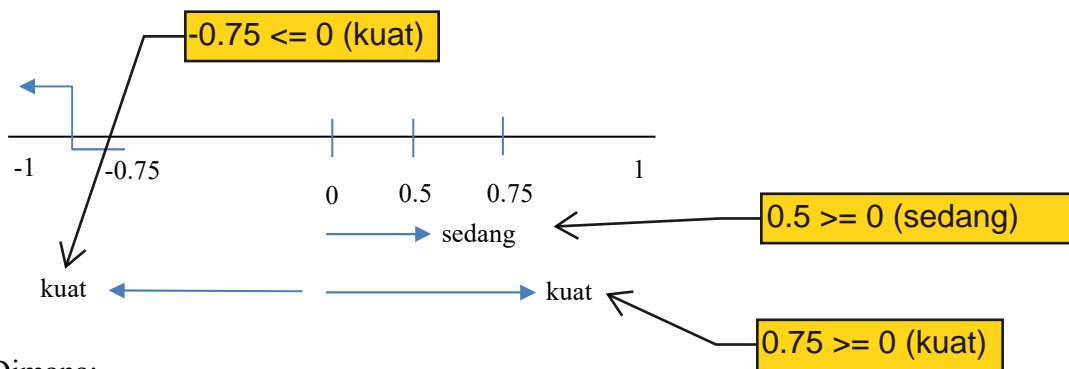 -0.75 <= 0 (kuat)
-1
-0.75
0
0.5
0.75
1
sedang
0.5 >= 0 (sedang)
kuat
kuat
0.75 >= 0 (kuat)
Dimana: